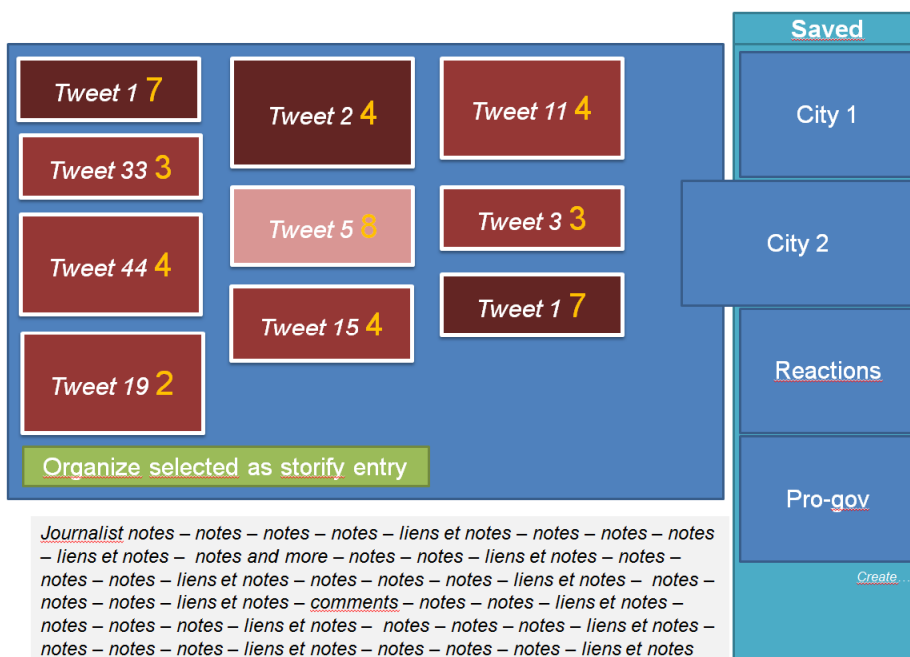 Tweet 1 7
Tweet 33 3
Tweet 44 4
Tweet 19 2
Tweet 2 4
Tweet 5 8
Tweet 15 4
Tweet 11 4
Tweet 3 3
Tweet 1 7
Organize selected as storify entry
Saved
City 1
City 2
Reactions
Pro-gov
Create...
Journalist notes – notes – notes – notes – liens et notes – notes – notes – notes
– liens et notes – notes and more – notes – notes – liens et notes – notes –
notes – notes – liens et notes – notes – notes – notes – liens et notes – notes –
notes – notes – liens et notes – comments – notes – notes – liens et notes –
notes – notes – notes – liens et notes – notes – notes – notes – liens et notes –
notes – notes – notes – liens et notes – notes – notes – notes – liens et notes